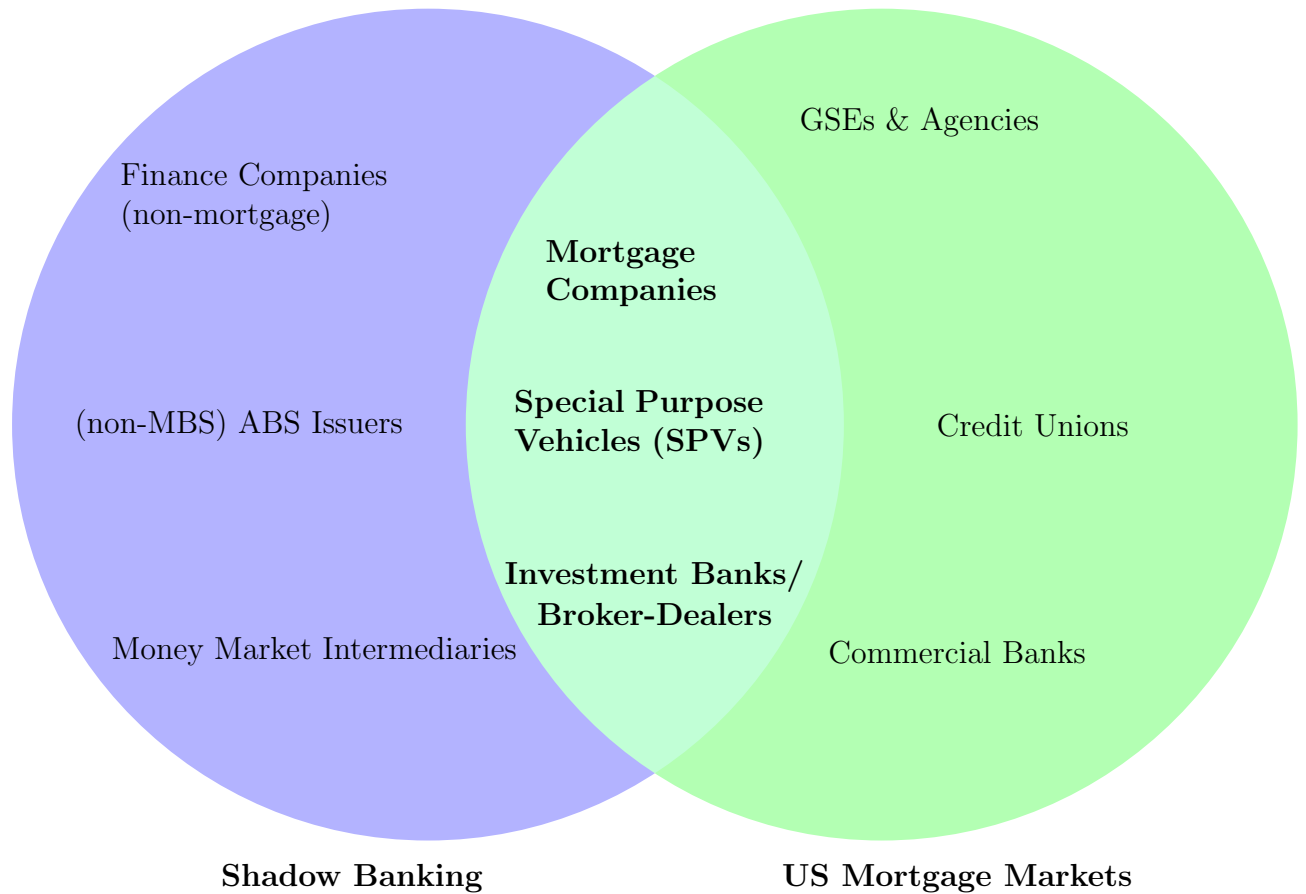 GSEs & Agencies
Finance Companies
(non-mortgage)
Mortgage
Companies
(non-MBS) ABS Issuers
Special Purpose
Vehicles (SPVs)
Credit Unions
Investment Banks/
Broker-Dealers
Money Market Intermediaries
Commercial Banks
Shadow Banking
US Mortgage Markets